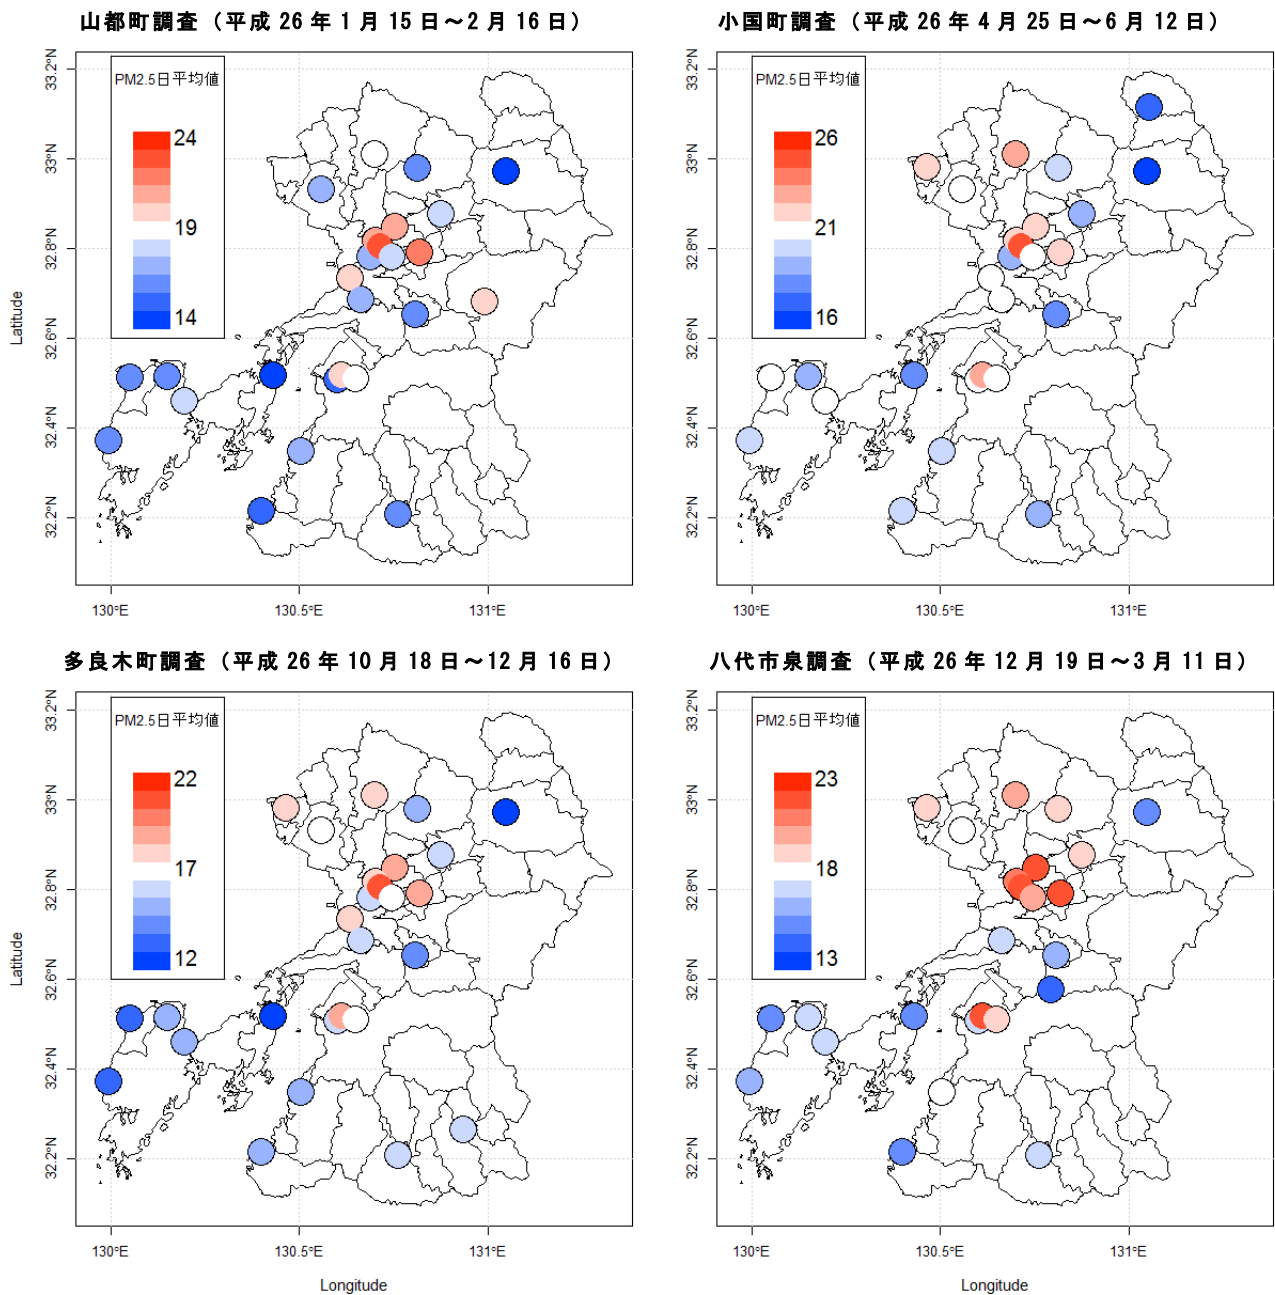 山都町調査（平成 26 年 1 月 15 日～2 月 16 日）
33.2°N
33°N
32.8°N
32.6°N
32.4°N
32.2°N
Latitude
PM2.5日平均値
24
19
14
130°E
130.5°E
131°E
小国町調査（平成 26 年 4 月 25 日～6 月 12 日）
33.2°N
33°N
32.8°N
32.6°N
32.4°N
32.2°N
PM2.5日平均値
26
21
16
130°E
130.5°E
131°E
多良木町調査（平成 26 年 10 月 18 日～12 月 16 日）
33.2°N
33°N
32.8°N
32.6°N
32.4°N
32.2°N
Latitude
PM2.5日平均値
22
17
12
130°E
130.5°E
131°E
Longitude
八代市泉調査（平成 26 年 12 月 19 日～3 月 11 日）
33.2°N
33°N
32.8°N
32.6°N
32.4°N
32.2°N
PM2.5日平均値
23
18
13
130°E
130.5°E
131°E
Longitude